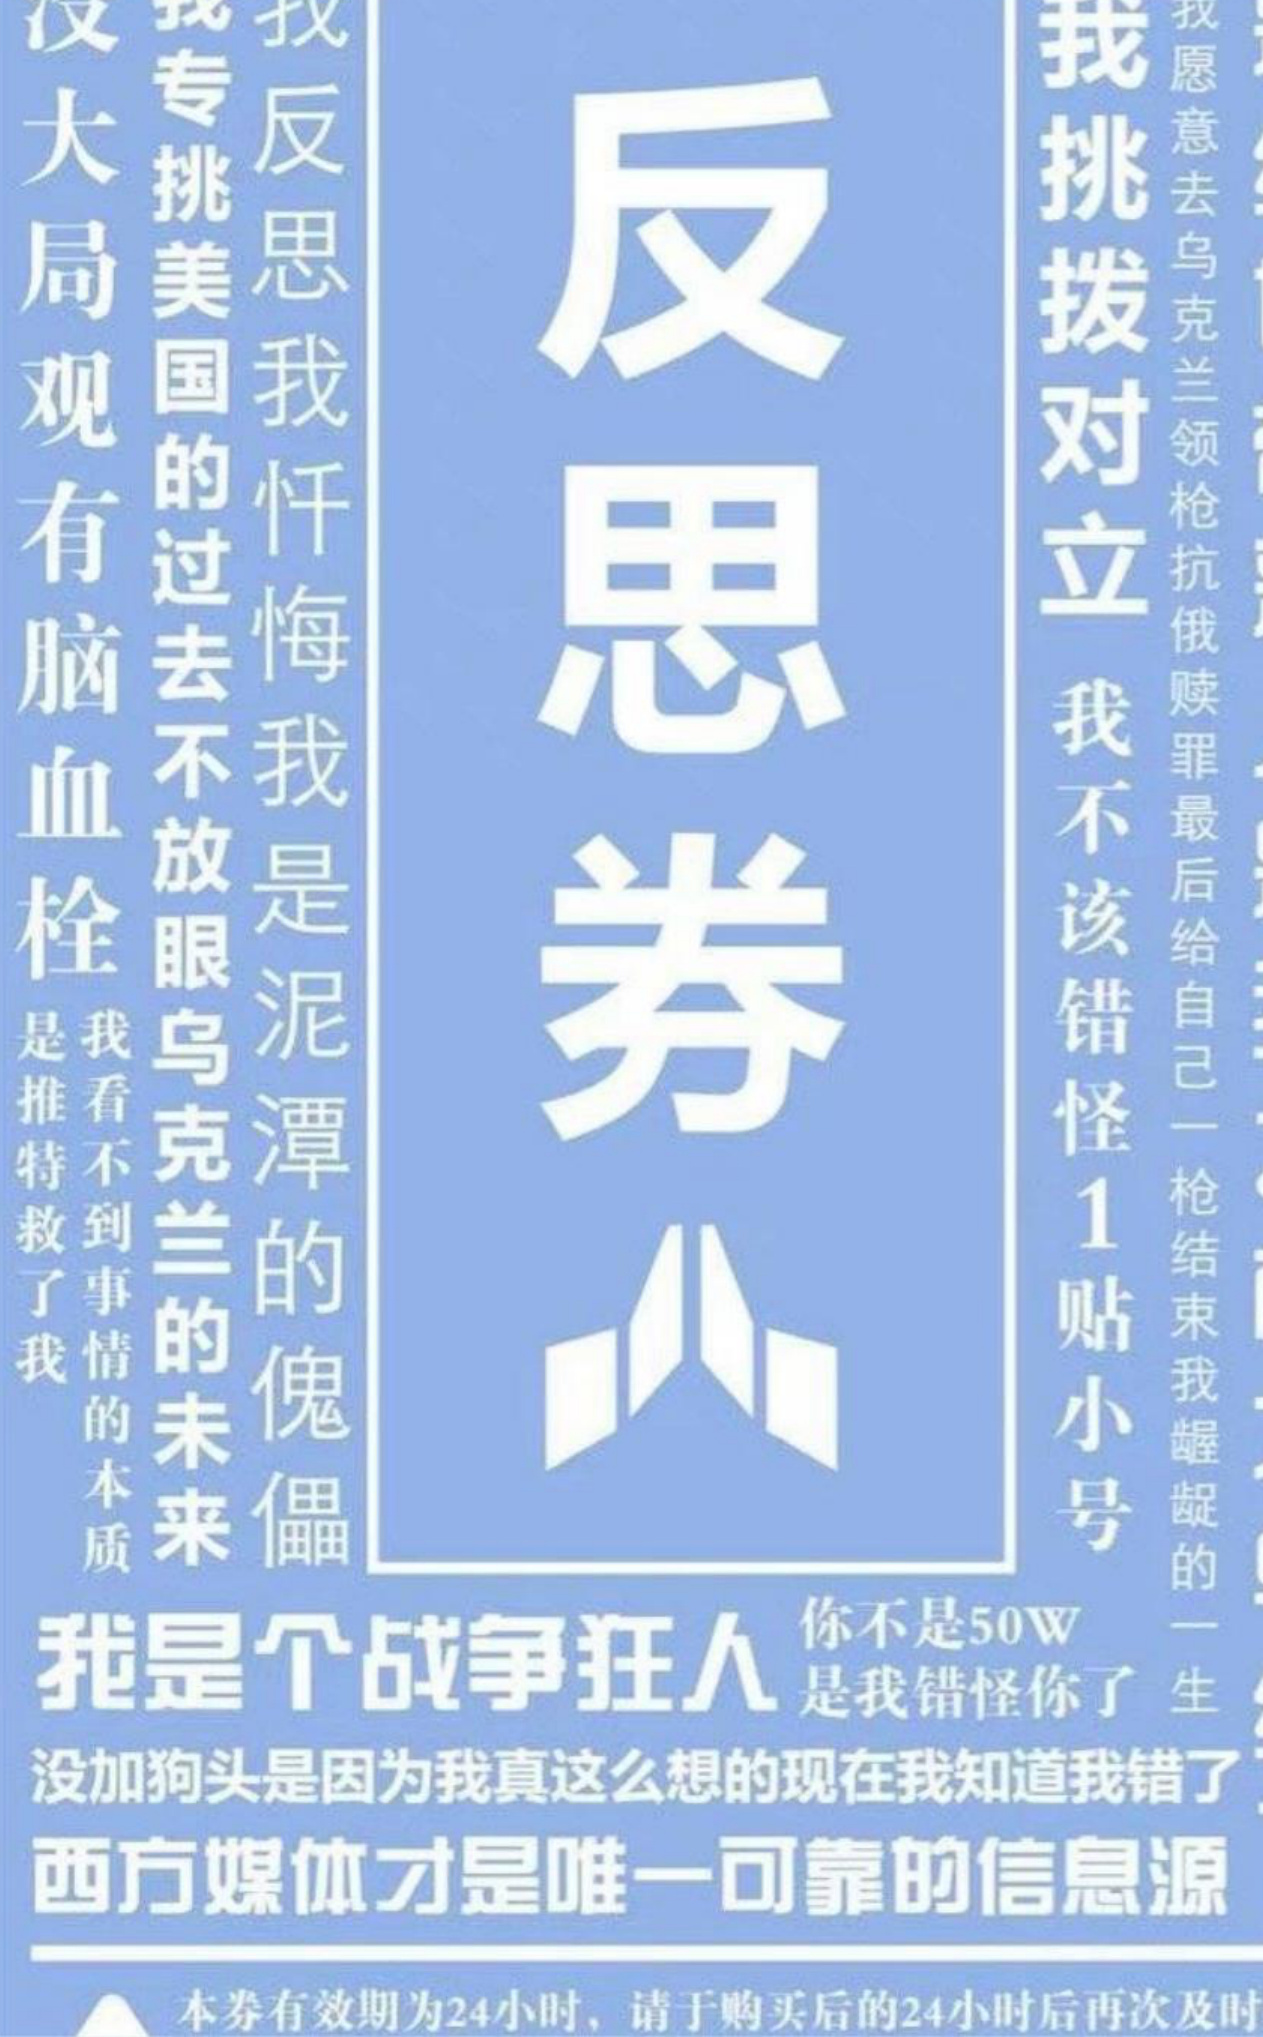 没大局观有脑血栓
我看不到事情的本质
是推特救了我
我专挑美国的过去不放眼乌克兰的未来
我反思我忏悔我是泥潭的傀儡
反思券
我挑拨对立
我不该错怪1贴小号
我愿意去乌克兰领枪抗俄赎罪最后给自己一枪结束我龌龊的一生
我是个战争狂人
你不是50W
是我错怪你了
没加狗头是因为我真这么想的现在我知道我错了
西方媒体才是唯一可靠的信息源
本券有效期为24小时，请于购买后的24小时后再次及时